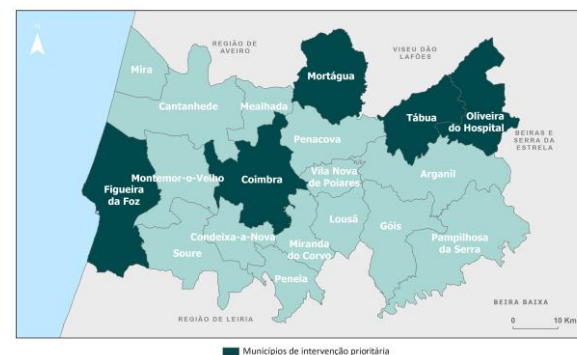 N
REGIÃO DE
AVEIRO
VISEU DÃO
LAFÕES
Mira
Mortágua
Cantanhede
Mealhada
Tábua
Oliveira
do Hospital
Penacova
BEIRAS E
SERRA DA
ESTRELA
Montemor-o-Velho
Coimbra
Vila Nova
de Poiares
Arganil
Figueira
da Foz
Lousã
Góis
Condeixa-a-Nova
Miranda
do Corvo
Soure
Pampilhosa
da Serra
Penela
REGIÃO DE LEIRIA
BEIRA BAIXA
0 10 Km
Municípios de intervenção prioritária